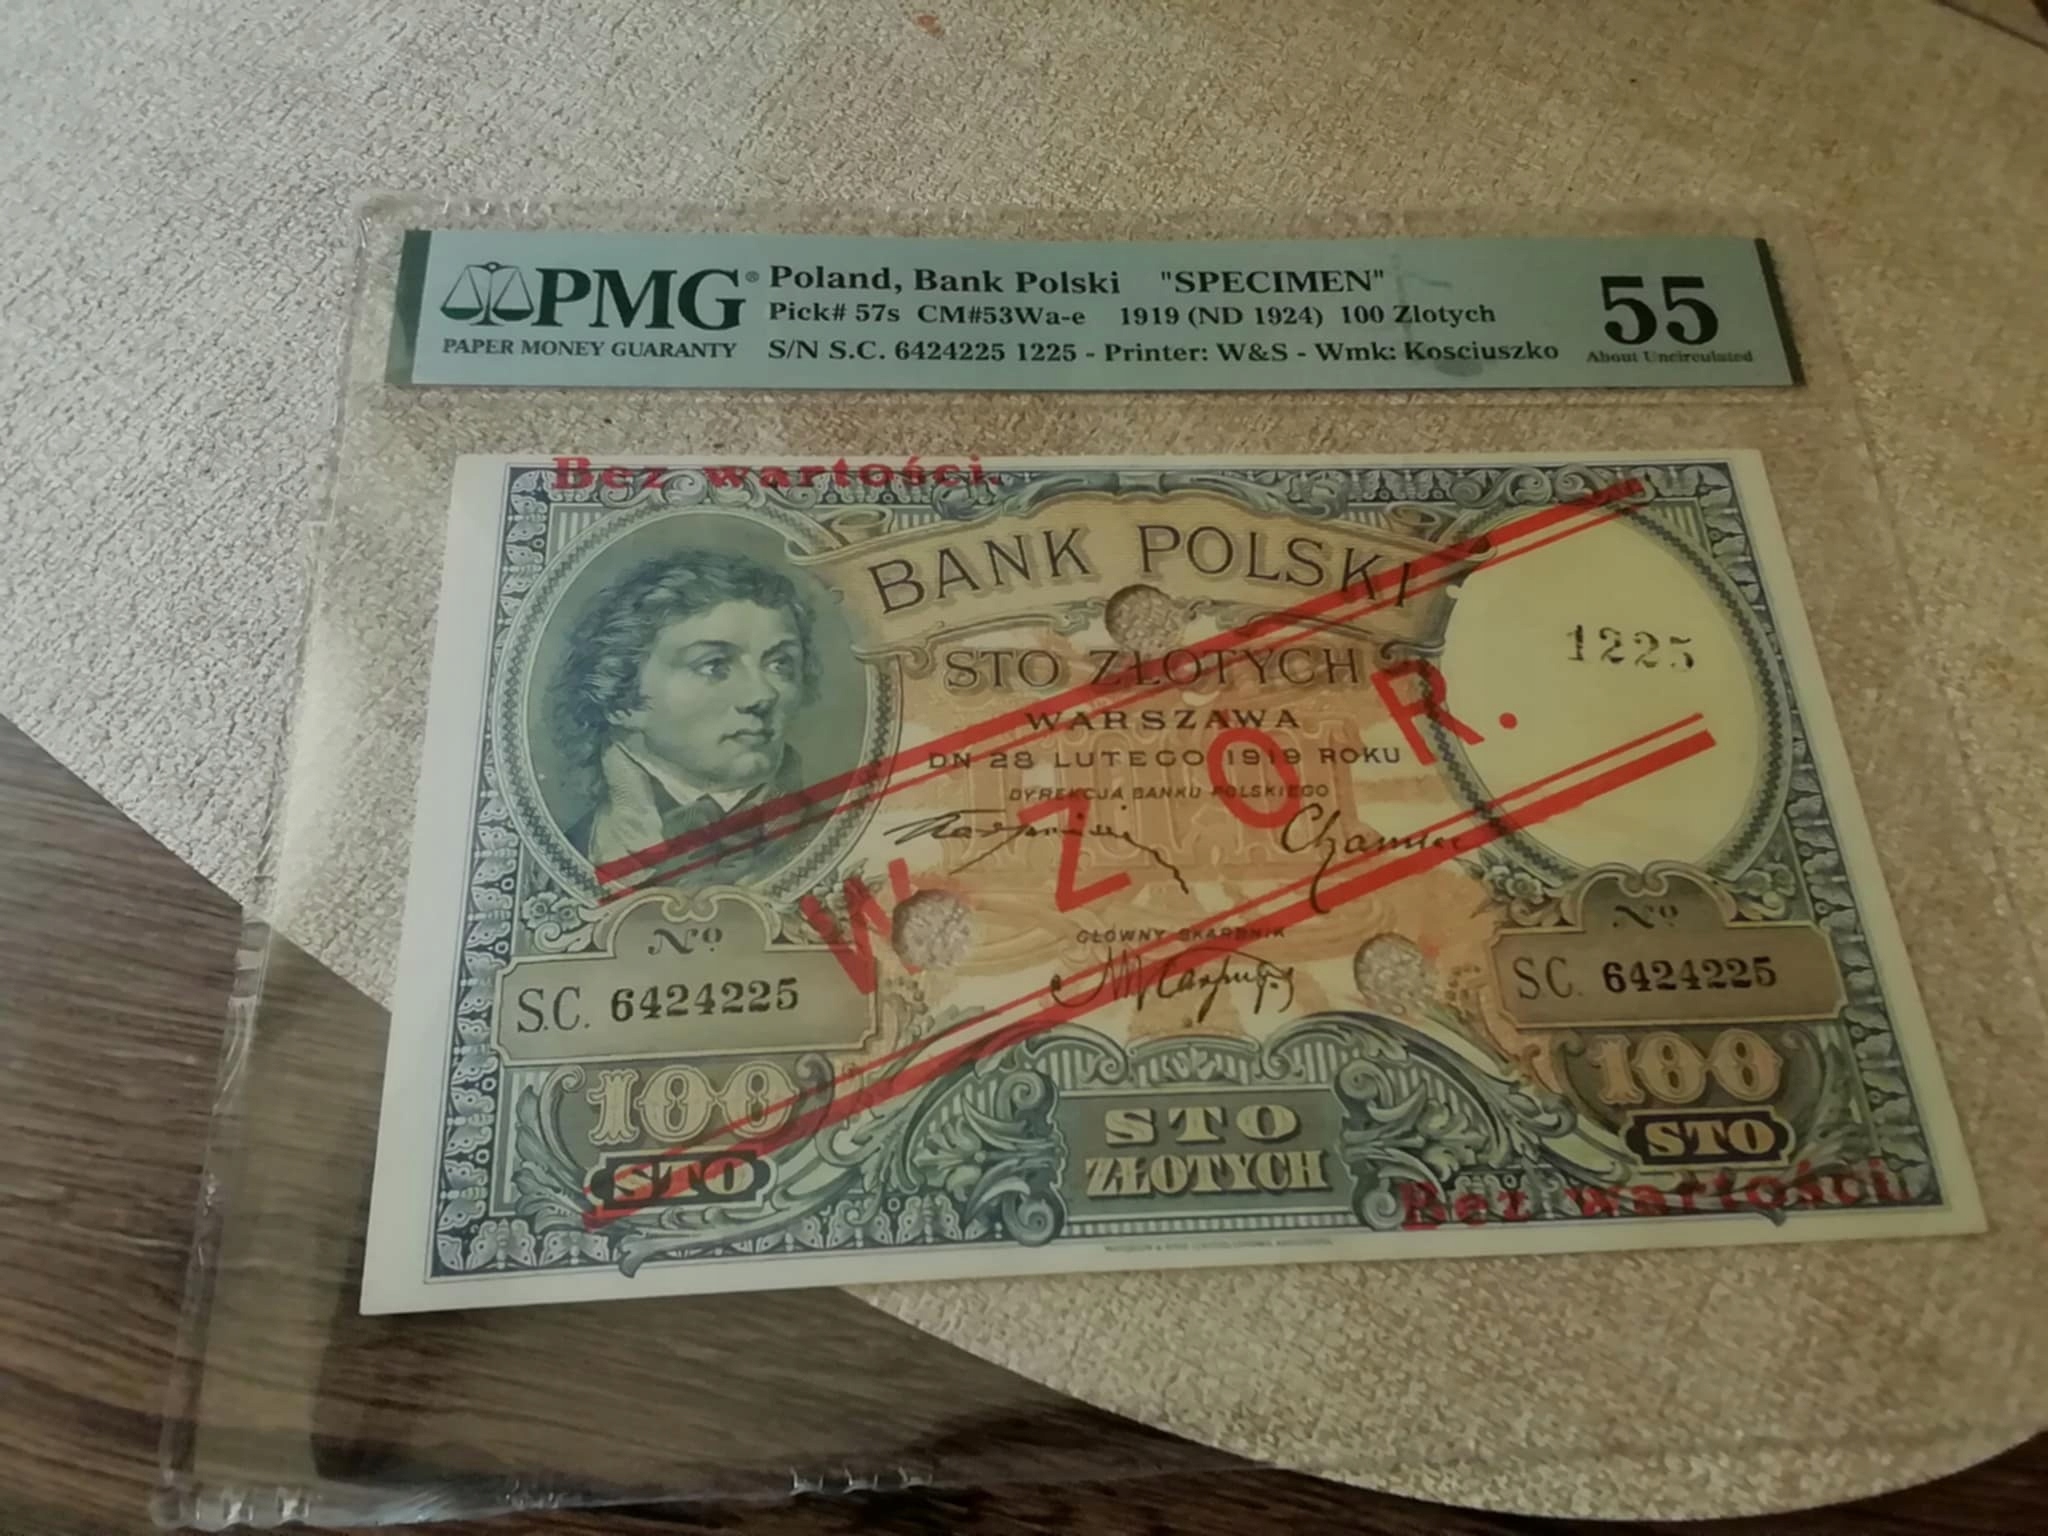 PMG®
PAPER MONEY GUARANTY
Poland, Bank Polski "SPECIMEN"
Pick# 57s CM#53Wa-e 1919 (ND 1924) 100 Zlotych
S/N S.C. 6424225 1225 - Printer: W&S - Wmk: Kosciuszko
55
About Uncirculated
Bez wartości.
BANK POLSKI
1225
STO ZŁOTYCH
WARSZAWA
DN 28 LUTEGO 1919 ROKU
DYREKCJA BANKU POLSKIEGO
WZOR.
GŁÓWNY SKARBNIK
No
S.C. 6424225
No
S.C. 6424225
100
STO
STO
ZŁOTYCH
100
STO
Bez wartości.